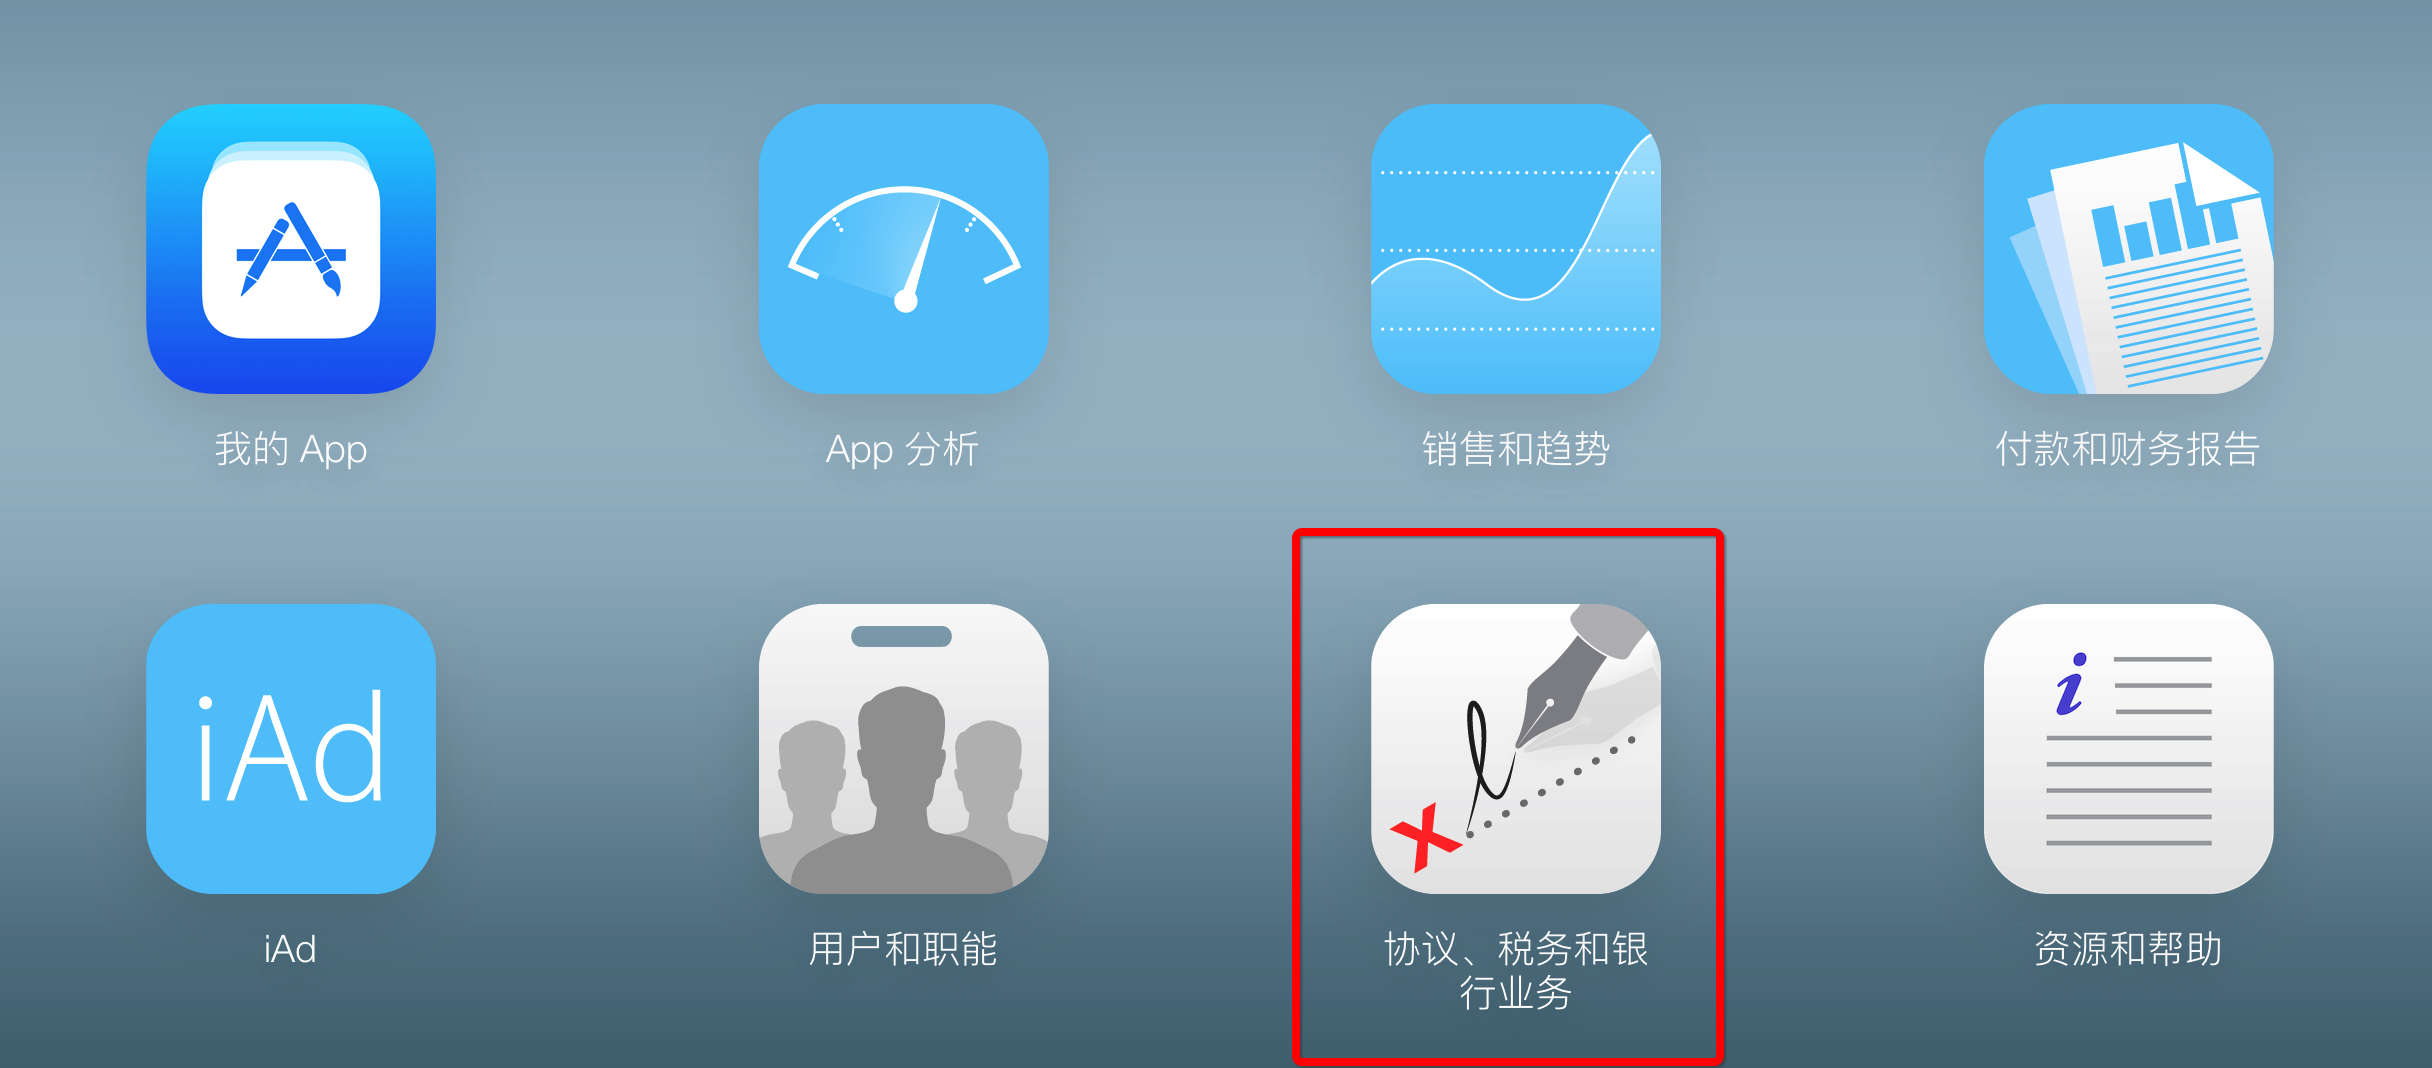 我的 App
App 分析
销售和趋势
付款和财务报告
iAd
iAd
用户和职能
协议、税务和银
行业务
资源和帮助